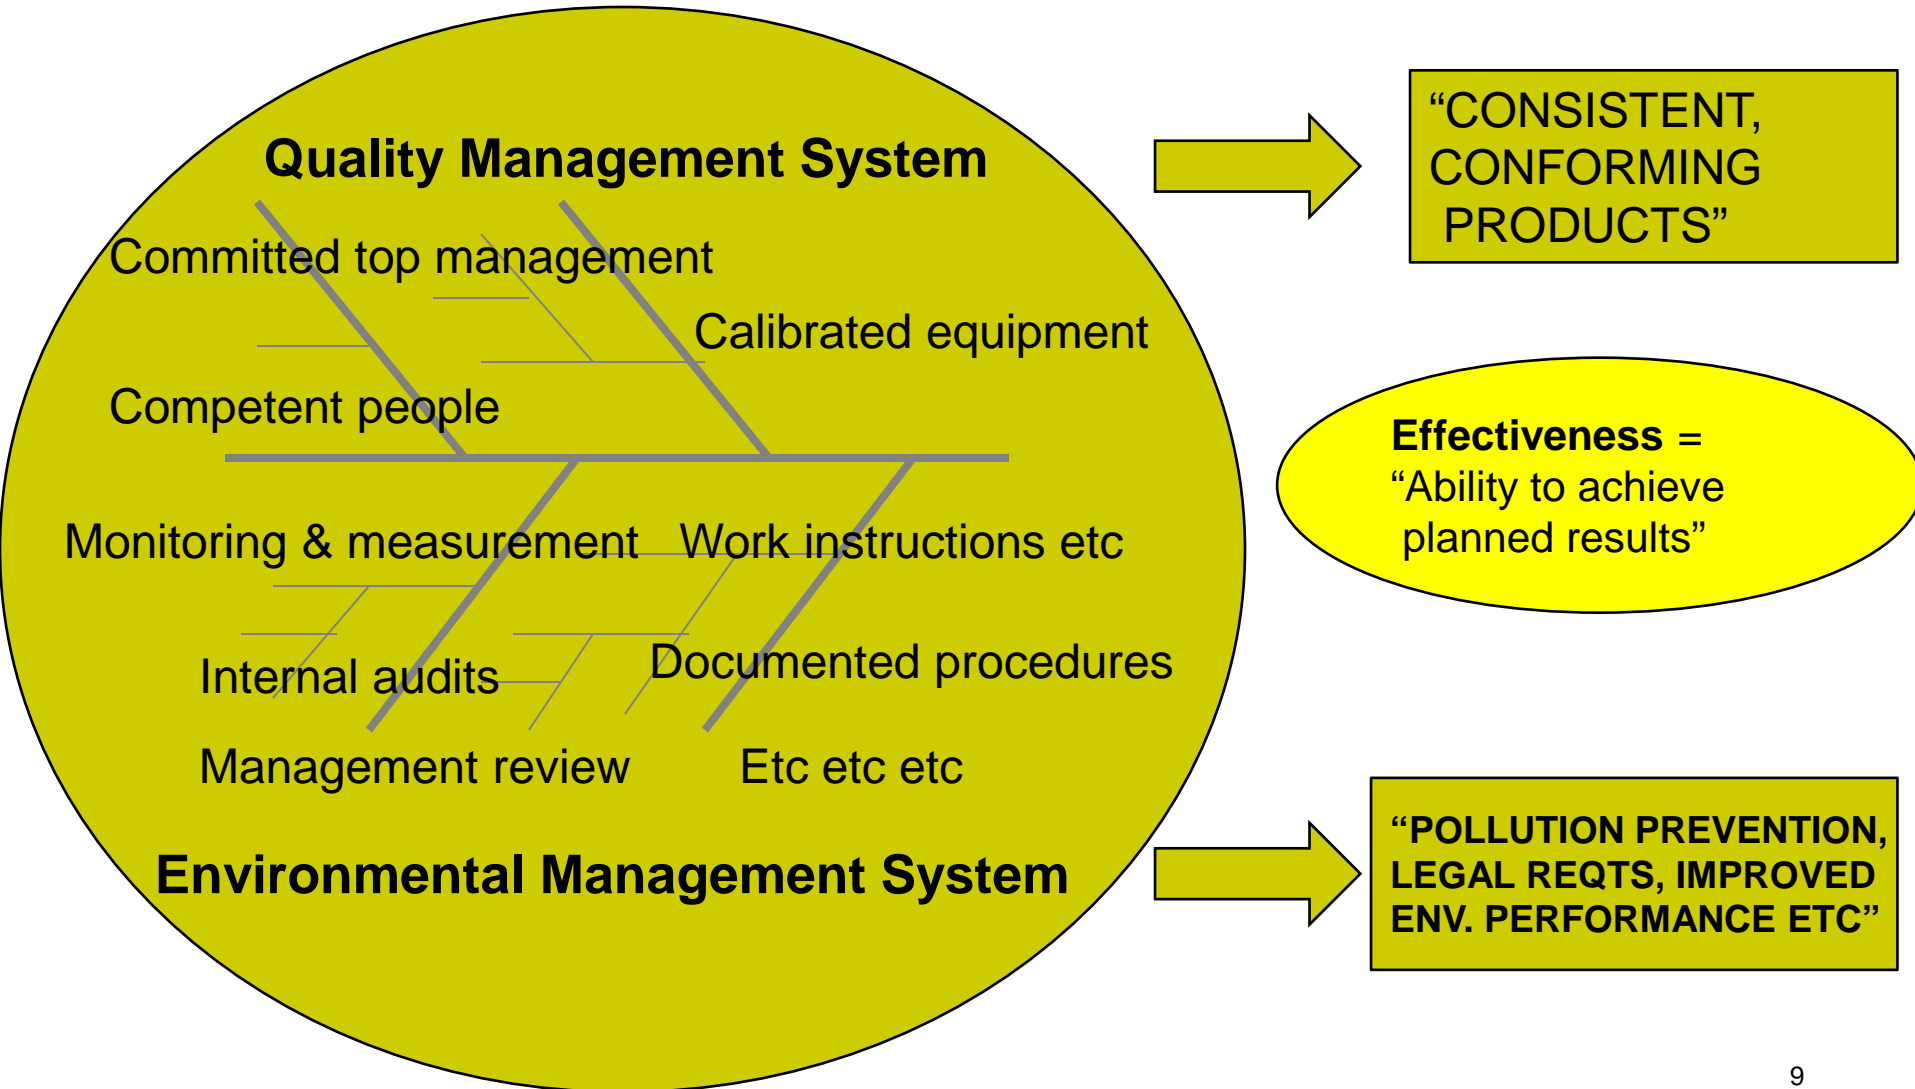 Quality Management System
Committed top management
Calibrated equipment
Competent people
Monitoring & measurement
Work instructions etc
Internal audits
Documented procedures
Management review
Etc etc etc
Environmental Management System
“CONSISTENT,
CONFORMING
PRODUCTS”
Effectiveness =
“Ability to achieve
planned results”
“POLLUTION PREVENTION,
LEGAL REQTS, IMPROVED
ENV. PERFORMANCE ETC”
9